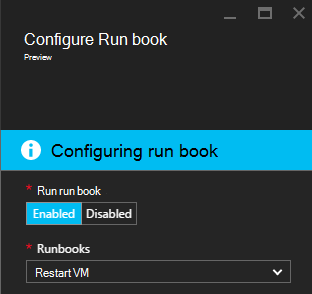 Configure Run book
Preview
Configuring run book
* Run run book
Enabled Disabled
* Runbooks
Restart VM